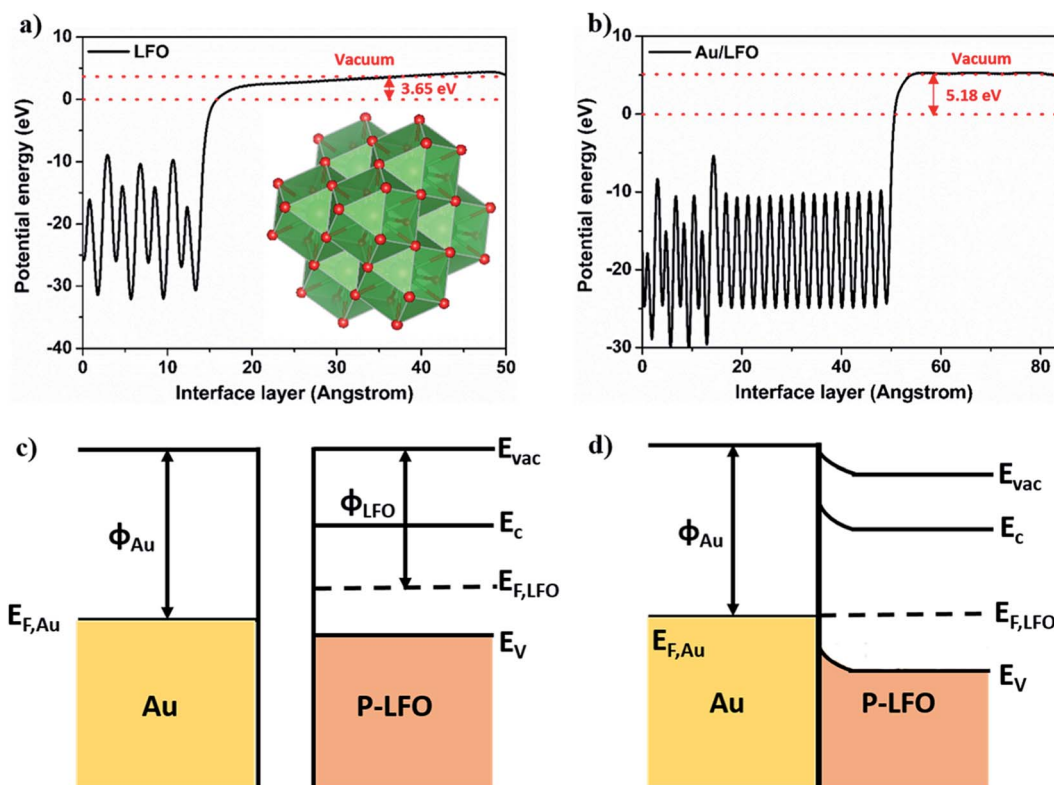 a)
LFO
Vacuum
3.65 eV
Potential energy (eV)
10
0
-10
-20
-30
-40
0 10 20 30 40 50
Interface layer (Angstrom)
b)
Au/LFO
Vacuum
5.18 eV
Potential energy (eV)
10
0
-10
-20
-30
0 20 40 60 80
Interface layer (Angstrom)
c)
ΦAu
EF,Au
Au
Evac
ΦLFO
Ec
EF,LFO
EV
P-LFO
d)
ΦAu
EF,Au
Au
Evac
Ec
EF,LFO
EV
P-LFO